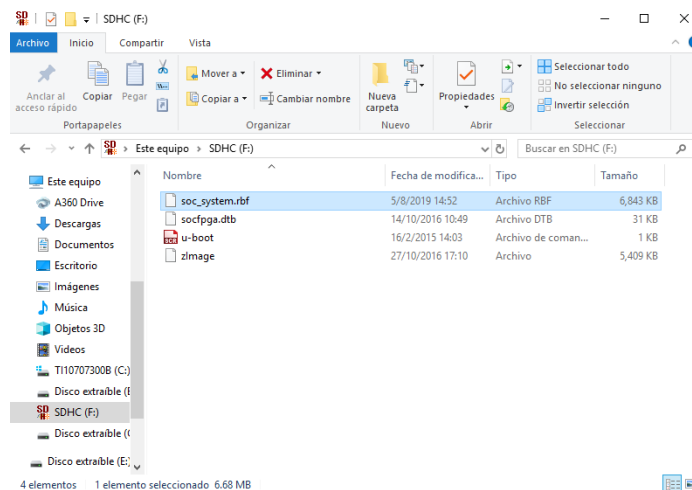 SDHC (F:)
Archivo Inicio Compartir Vista
Anclar al acceso rápido
Copiar
Pegar
Mover a
Copiar a
Eliminar
Cambiar nombre
Nueva carpeta
Propiedades
Seleccionar todo
No seleccionar ninguno
Invertir selección
Portapapeles Organizar Nuevo Abrir Seleccionar
Este equipo > SDHC (F:)
Buscar en SDHC (F:)
Este equipo
A360 Drive
Descargas
Documentos
Escritorio
Imágenes
Música
Objetos 3D
Videos
TI10707300B (C:)
Disco extraíble (
SDHC (F:)
Disco extraíble (
Disco extraíble (E:)
Nombre Fecha de modifica... Tipo Tamaño
soc_system.rbf 5/8/2019 14:52 Archivo RBF 6,843 KB
socfpga.dtb 14/10/2016 10:49 Archivo DTB 31 KB
u-boot 16/2/2015 14:03 Archivo de coman... 1 KB
zImage 27/10/2016 17:10 Archivo 5,409 KB
4 elementos 1 elemento seleccionado 6.68 MB